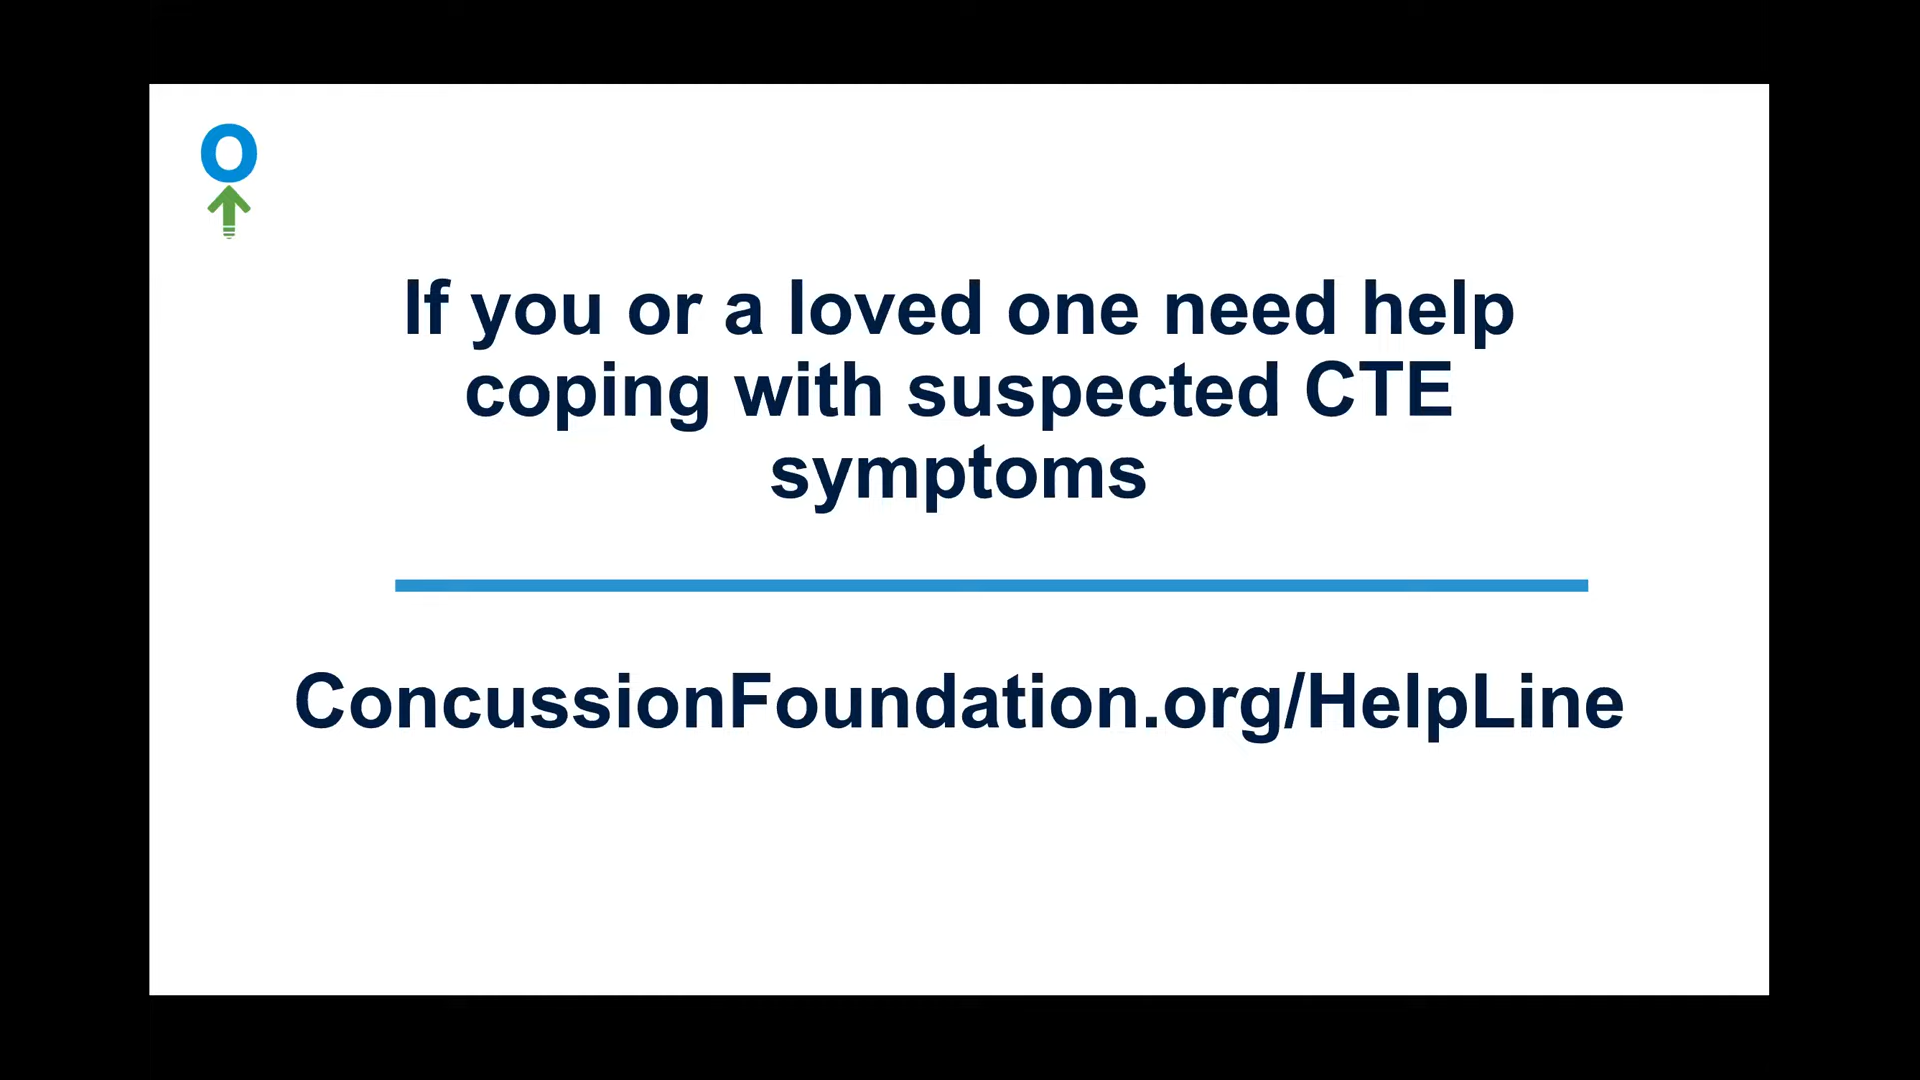 O
If you or a loved one need help
coping with suspected CTE
symptoms
ConcussionFoundation.org/HelpLine